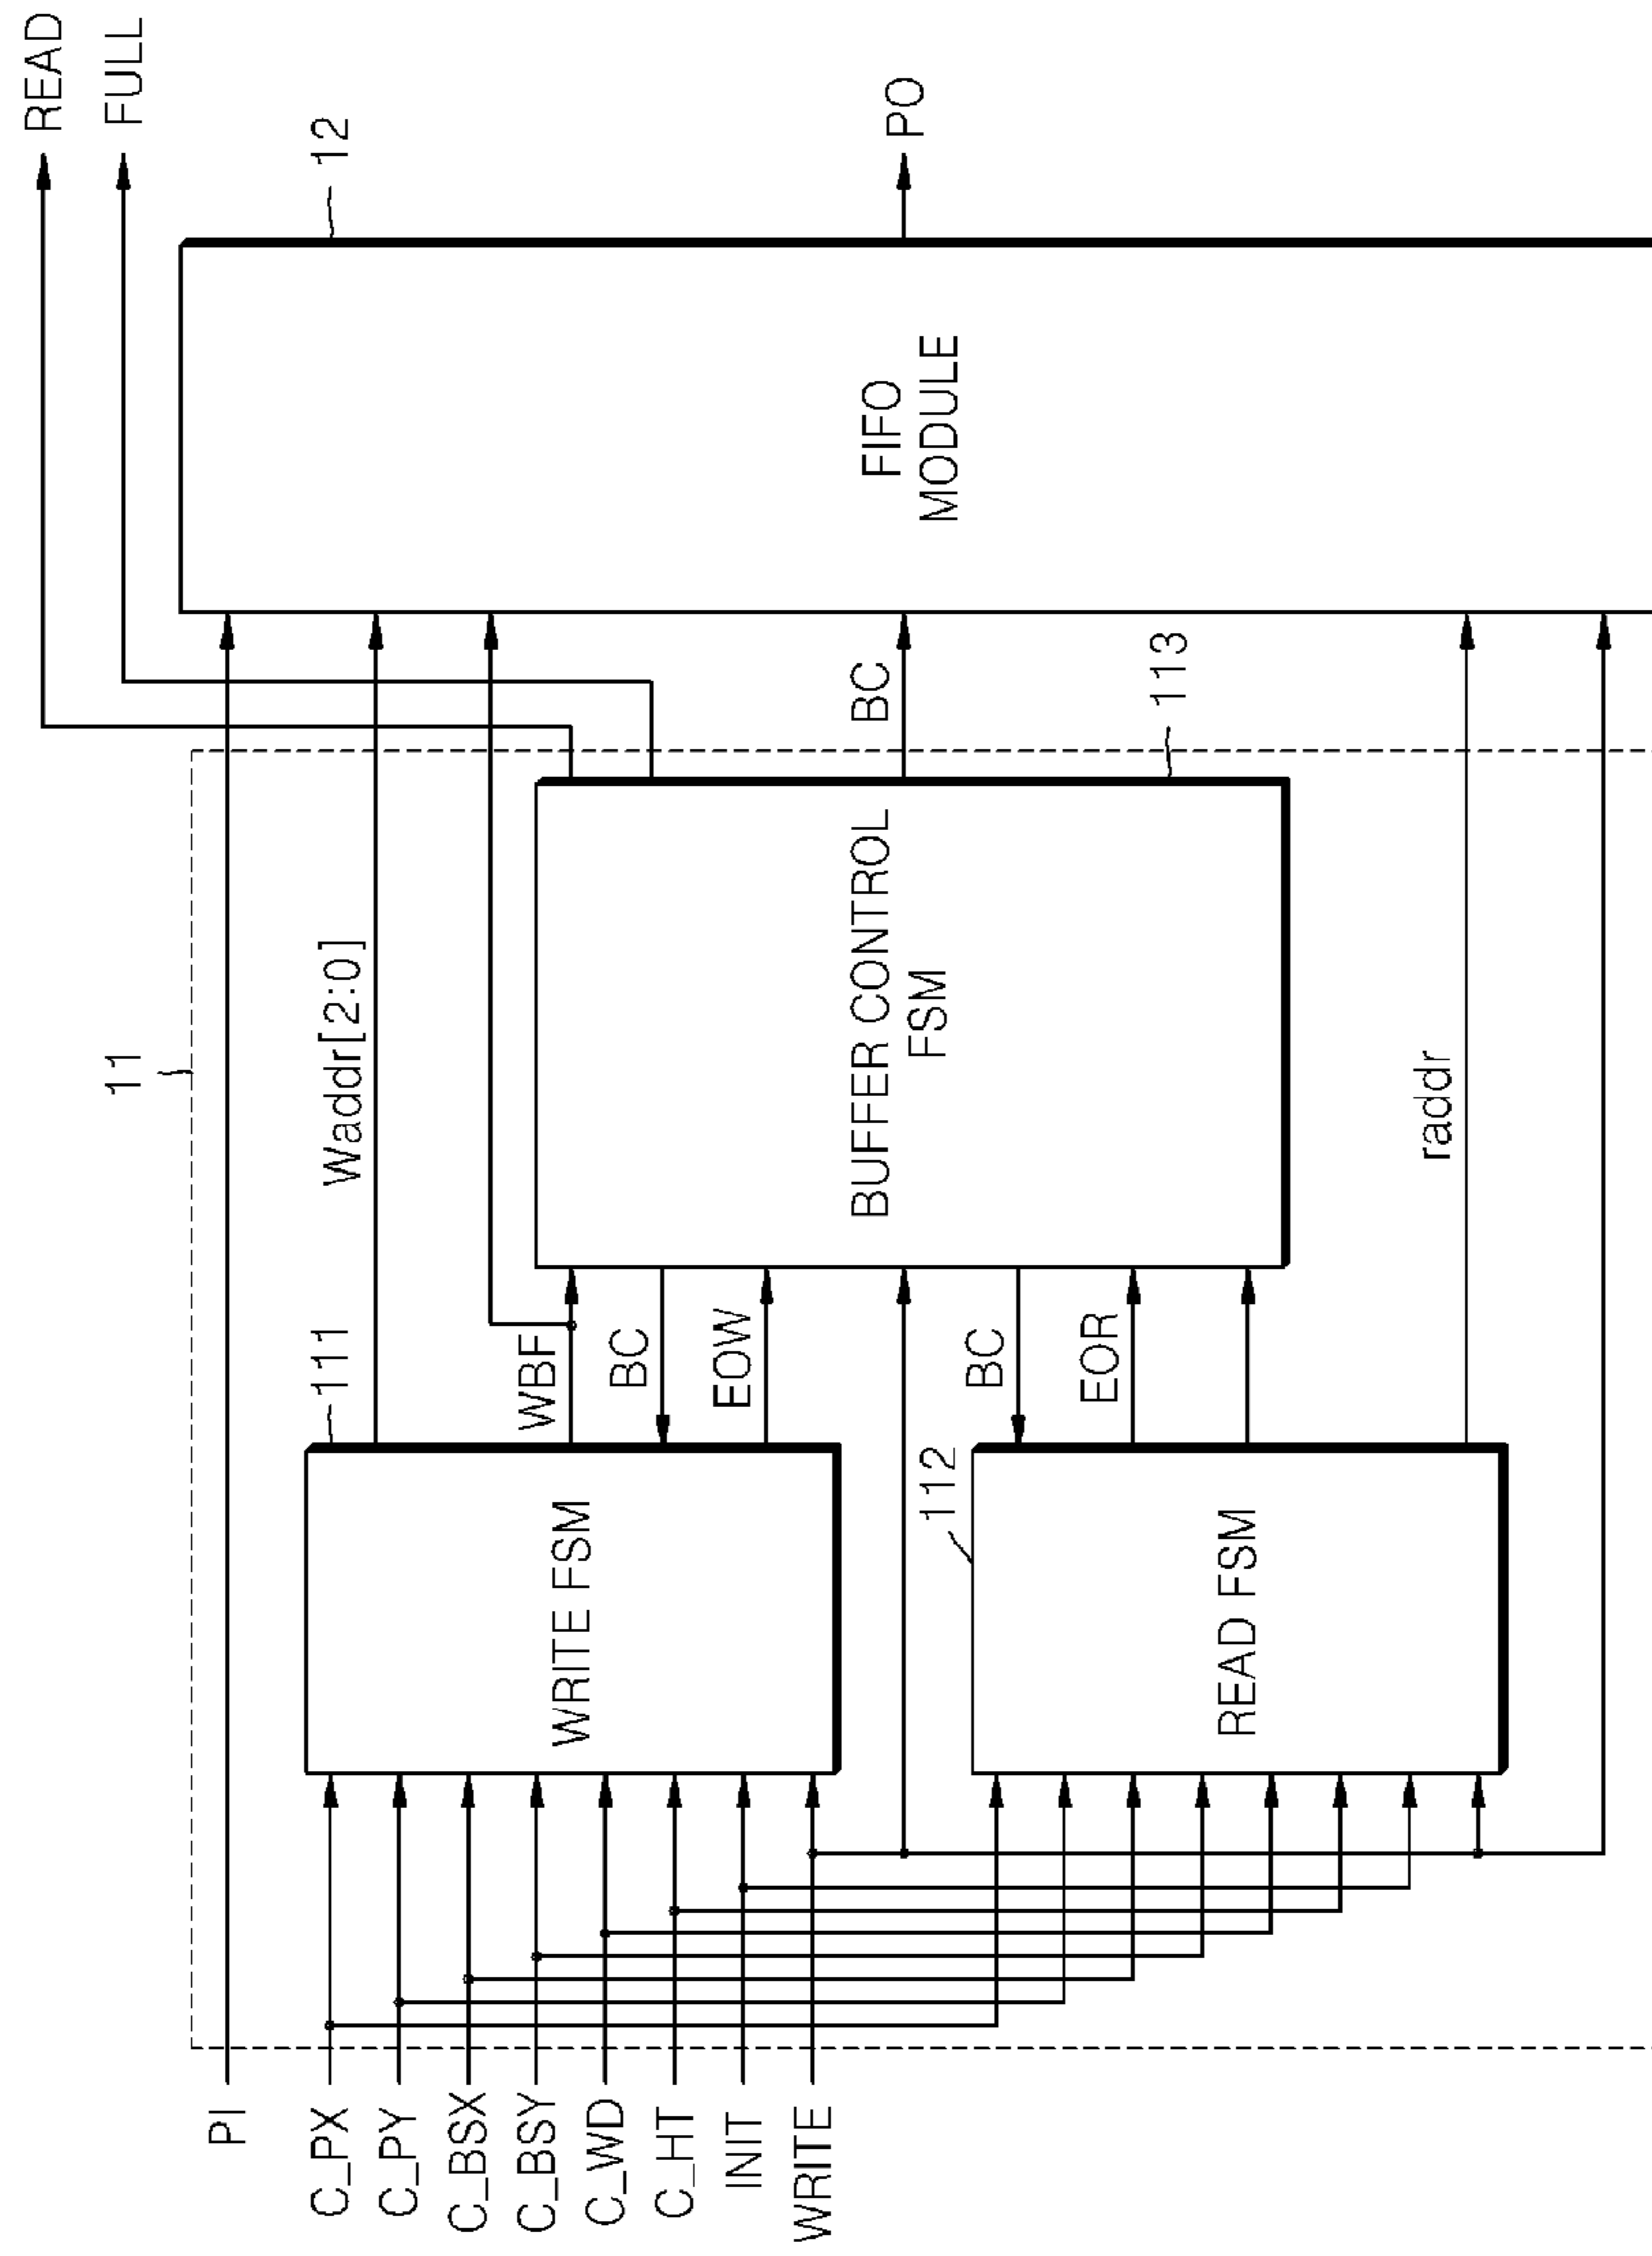 READ
FULL
12
PO
FIFO
MODULE
11
Waddr[2:0]
BC
113
BUFFER CONTROL
FSM
raddr
111
WBF
BC
EOW
BC
EOR
WRITE FSM
112
READ FSM
PI
C_PX
C_PY
C_BSX
C_BSY
C_WD
C_HT
INIT
WRITE